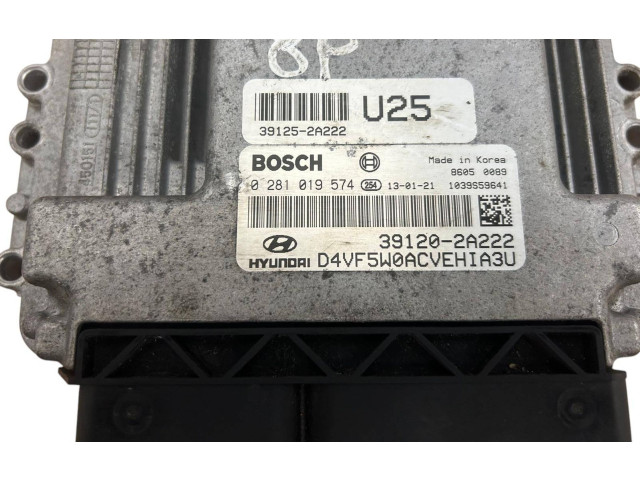 8P
U25
39125-2A222
BOSCH Made in Korea
8605 0089
0 281 019 574 254 13-01-21 1039S59641
39120-2A222
HYUNDAI D4VF5W0ACVEHIA3U